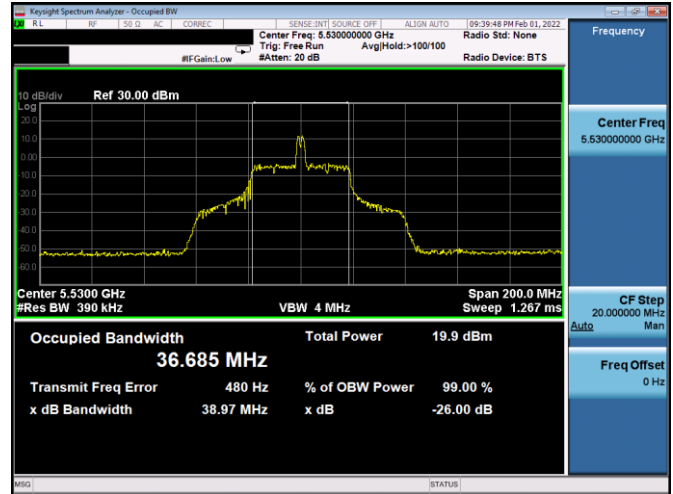 Keysight Spectrum Analyzer - Occupied BW
LXI RL RF 50 Ω AC CORREC SENSE:INT SOURCE OFF ALIGN AUTO 09:39:48 PM Feb 01, 2022
Center Freq: 5.530000000 GHz Radio Std: None
Trig: Free Run Avg|Hold:>100/100
#IFGain:Low #Atten: 20 dB Radio Device: BTS
10 dB/div Ref 30.00 dBm
Log
20.0
10.0
0.00
-10.0
-20.0
-30.0
-40.0
-50.0
-60.0
Center 5.5300 GHz Span 200.0 MHz
#Res BW 390 kHz VBW 4 MHz Sweep 1.267 ms
Occupied Bandwidth Total Power 19.9 dBm
36.685 MHz
Transmit Freq Error 480 Hz % of OBW Power 99.00 %
x dB Bandwidth 38.97 MHz x dB -26.00 dB
MSG STATUS
Frequency
Center Freq
5.530000000 GHz
CF Step
20.000000 MHz
Auto Man
Freq Offset
0 Hz